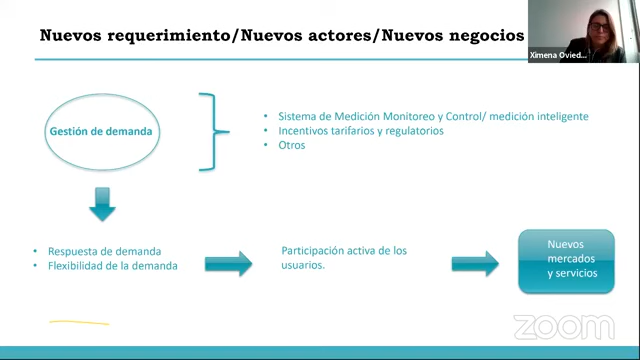 Nuevos requerimiento/Nuevos actores/Nuevos negocios
Ximena Ovied...
Gestión de demanda
• Sistema de Medición Monitoreo y Control/ medición inteligente
• Incentivos tarifarios y regulatorios
• Otros
• Respuesta de demanda
• Flexibilidad de la demanda
Participación activa de los
usuarios.
Nuevos
mercados
y servicios
zoom